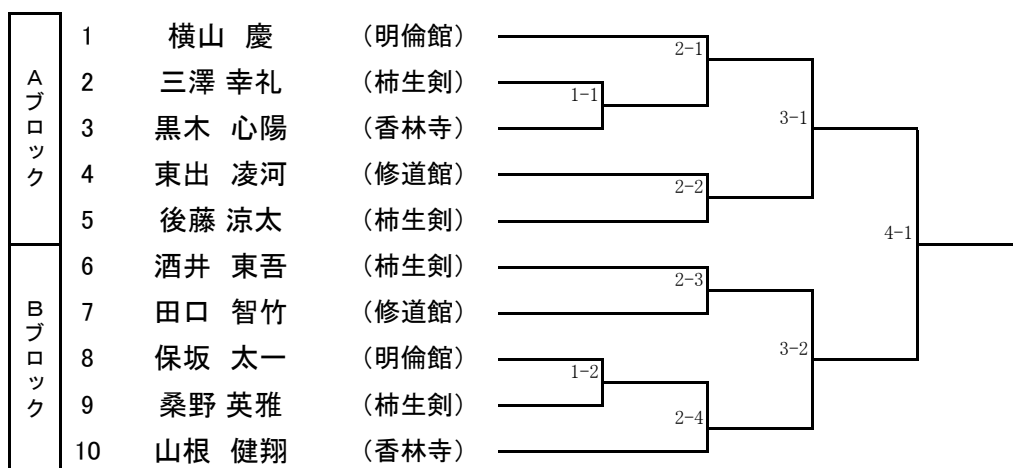 Aブロック
1 横山 慶 （明倫館）
2 三澤 幸礼 （柿生剣）
3 黒木 心陽 （香林寺）
4 東出 凌河 （修道館）
5 後藤 涼太 （柿生剣）
Bブロック
6 酒井 東吾 （柿生剣）
7 田口 智竹 （修道館）
8 保坂 太一 （明倫館）
9 桑野 英雅 （柿生剣）
10 山根 健翔 （香林寺）
1-1
1-2
2-1
2-2
2-3
2-4
3-1
3-2
4-1